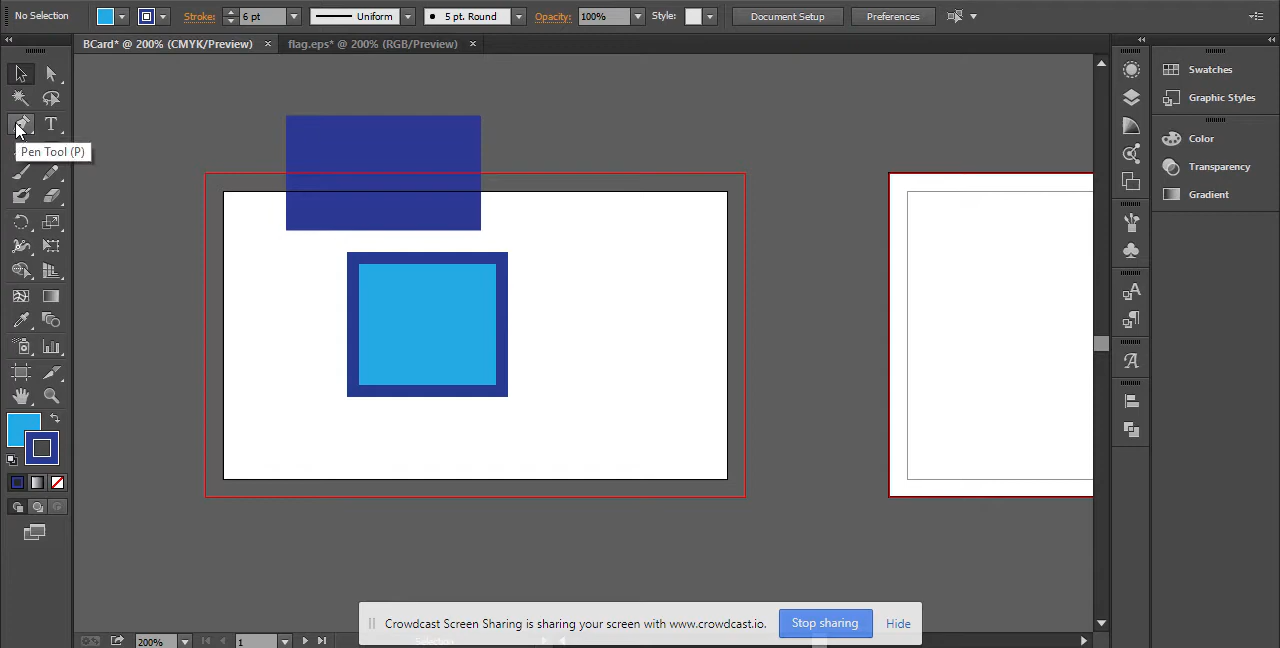 No Selection
Stroke: 6 pt Uniform 5 pt. Round Opacity: 100% Style: Document Setup Preferences
BCard* @ 200% (CMYK/Preview) × flag.eps* @ 200% (RGB/Preview) ×
Swatches
Graphic Styles
Color
Transparency
Gradient
Pen Tool (P)
Crowdcast Screen Sharing is sharing your screen with www.crowdcast.io. Stop sharing Hide
200% 1 Selection